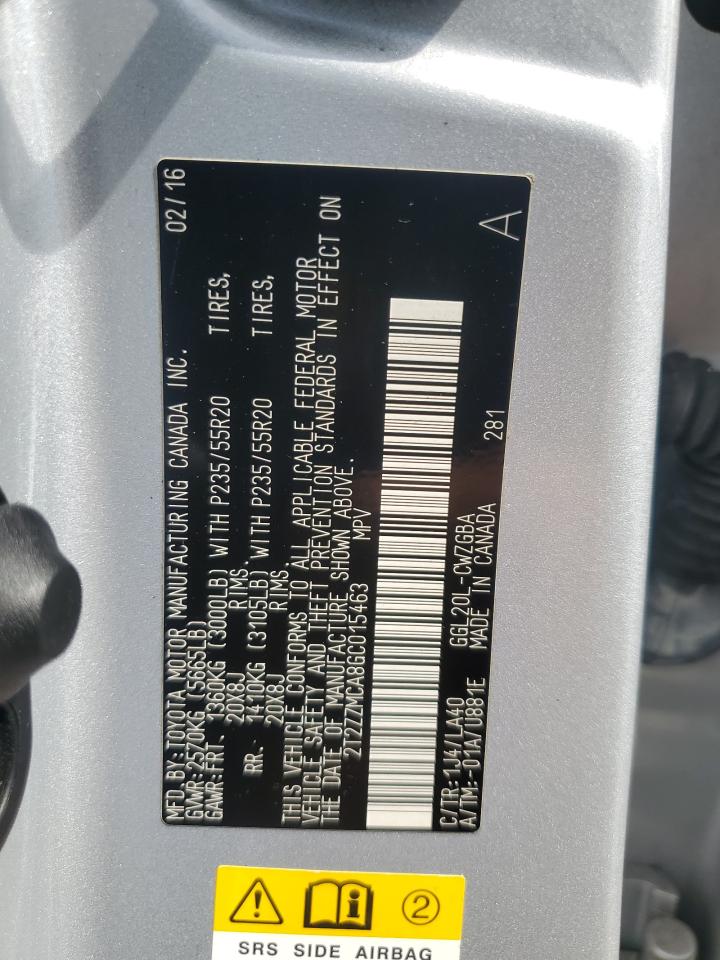 MFD. BY: TOYOTA MOTOR MANUFACTURING CANADA INC. 02/16
GVWR: 2570KG (5665LB)
GAWR: FRT. 1360KG (3000LB) WITH P235/55R20 TIRES,
20X8J RIMS,
RR. 1410KG (3105LB) WITH P235/55R20 TIRES,
20X8J RIMS.
THIS VEHICLE CONFORMS TO ALL APPLICABLE FEDERAL MOTOR
VEHICLE SAFETY AND THEFT PREVENTION STANDARDS IN EFFECT ON
THE DATE OF MANUFACTURE SHOWN ABOVE.
2T2ZZMCA8GC015463 MPV
C/TR: 1J4/LA40 GGL20L-CWZGBA
A/TM: -01A/U881E MADE IN CANADA 281 A
2
SRS SIDE AIRBAG